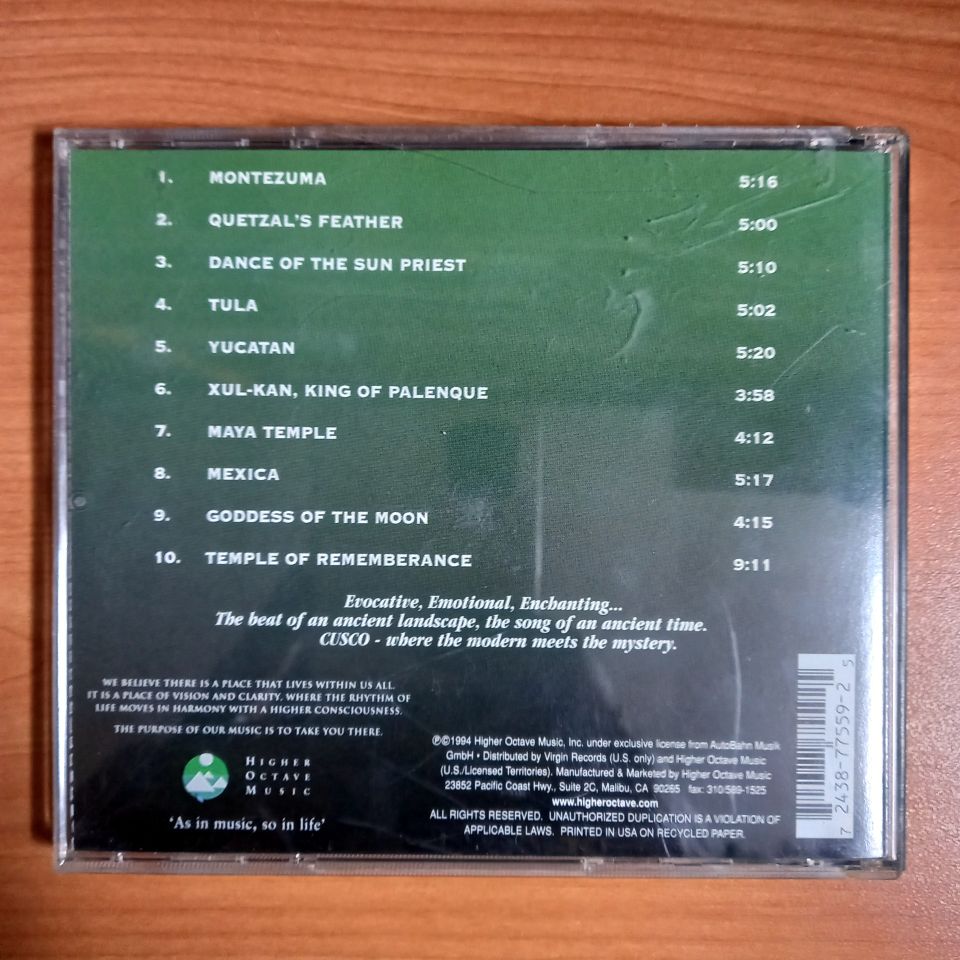 1. MONTEZUMA 5:16
2. QUETZAL'S FEATHER 5:00
3. DANCE OF THE SUN PRIEST 5:10
4. TULA 5:02
5. YUCATAN 5:20
6. XUL-KAN, KING OF PALENQUE 3:58
7. MAYA TEMPLE 4:12
8. MEXICA 5:17
9. GODDESS OF THE MOON 4:15
10. TEMPLE OF REMEMBERANCE 9:11
Evocative, Emotional, Enchanting...
The beat of an ancient landscape, the song of an ancient time.
CUSCO - where the modern meets the mystery.
WE BELIEVE THERE IS A PLACE THAT LIVES WITHIN US ALL.
IT IS A PLACE OF VISION AND CLARITY, WHERE THE RHYTHM OF
LIFE MOVES IN HARMONY WITH A HIGHER CONSCIOUSNESS.
THE PURPOSE OF OUR MUSIC IS TO TAKE YOU THERE.
HIGHER
OCTAVE
MUSIC
'As in music, so in life'
℗©1994 Higher Octave Music, Inc. under exclusive license from AutoBahn Musik
GmbH • Distributed by Virgin Records (U.S. only) and Higher Octave Music
(U.S./Licensed Territories). Manufactured & Marketed by Higher Octave Music
23852 Pacific Coast Hwy., Suite 2C, Malibu, CA 90265 fax: 310/589-1525
www.higheroctave.com
ALL RIGHTS RESERVED. UNAUTHORIZED DUPLICATION IS A VIOLATION OF
APPLICABLE LAWS. PRINTED IN USA ON RECYCLED PAPER.
7 2438-77559-2 5